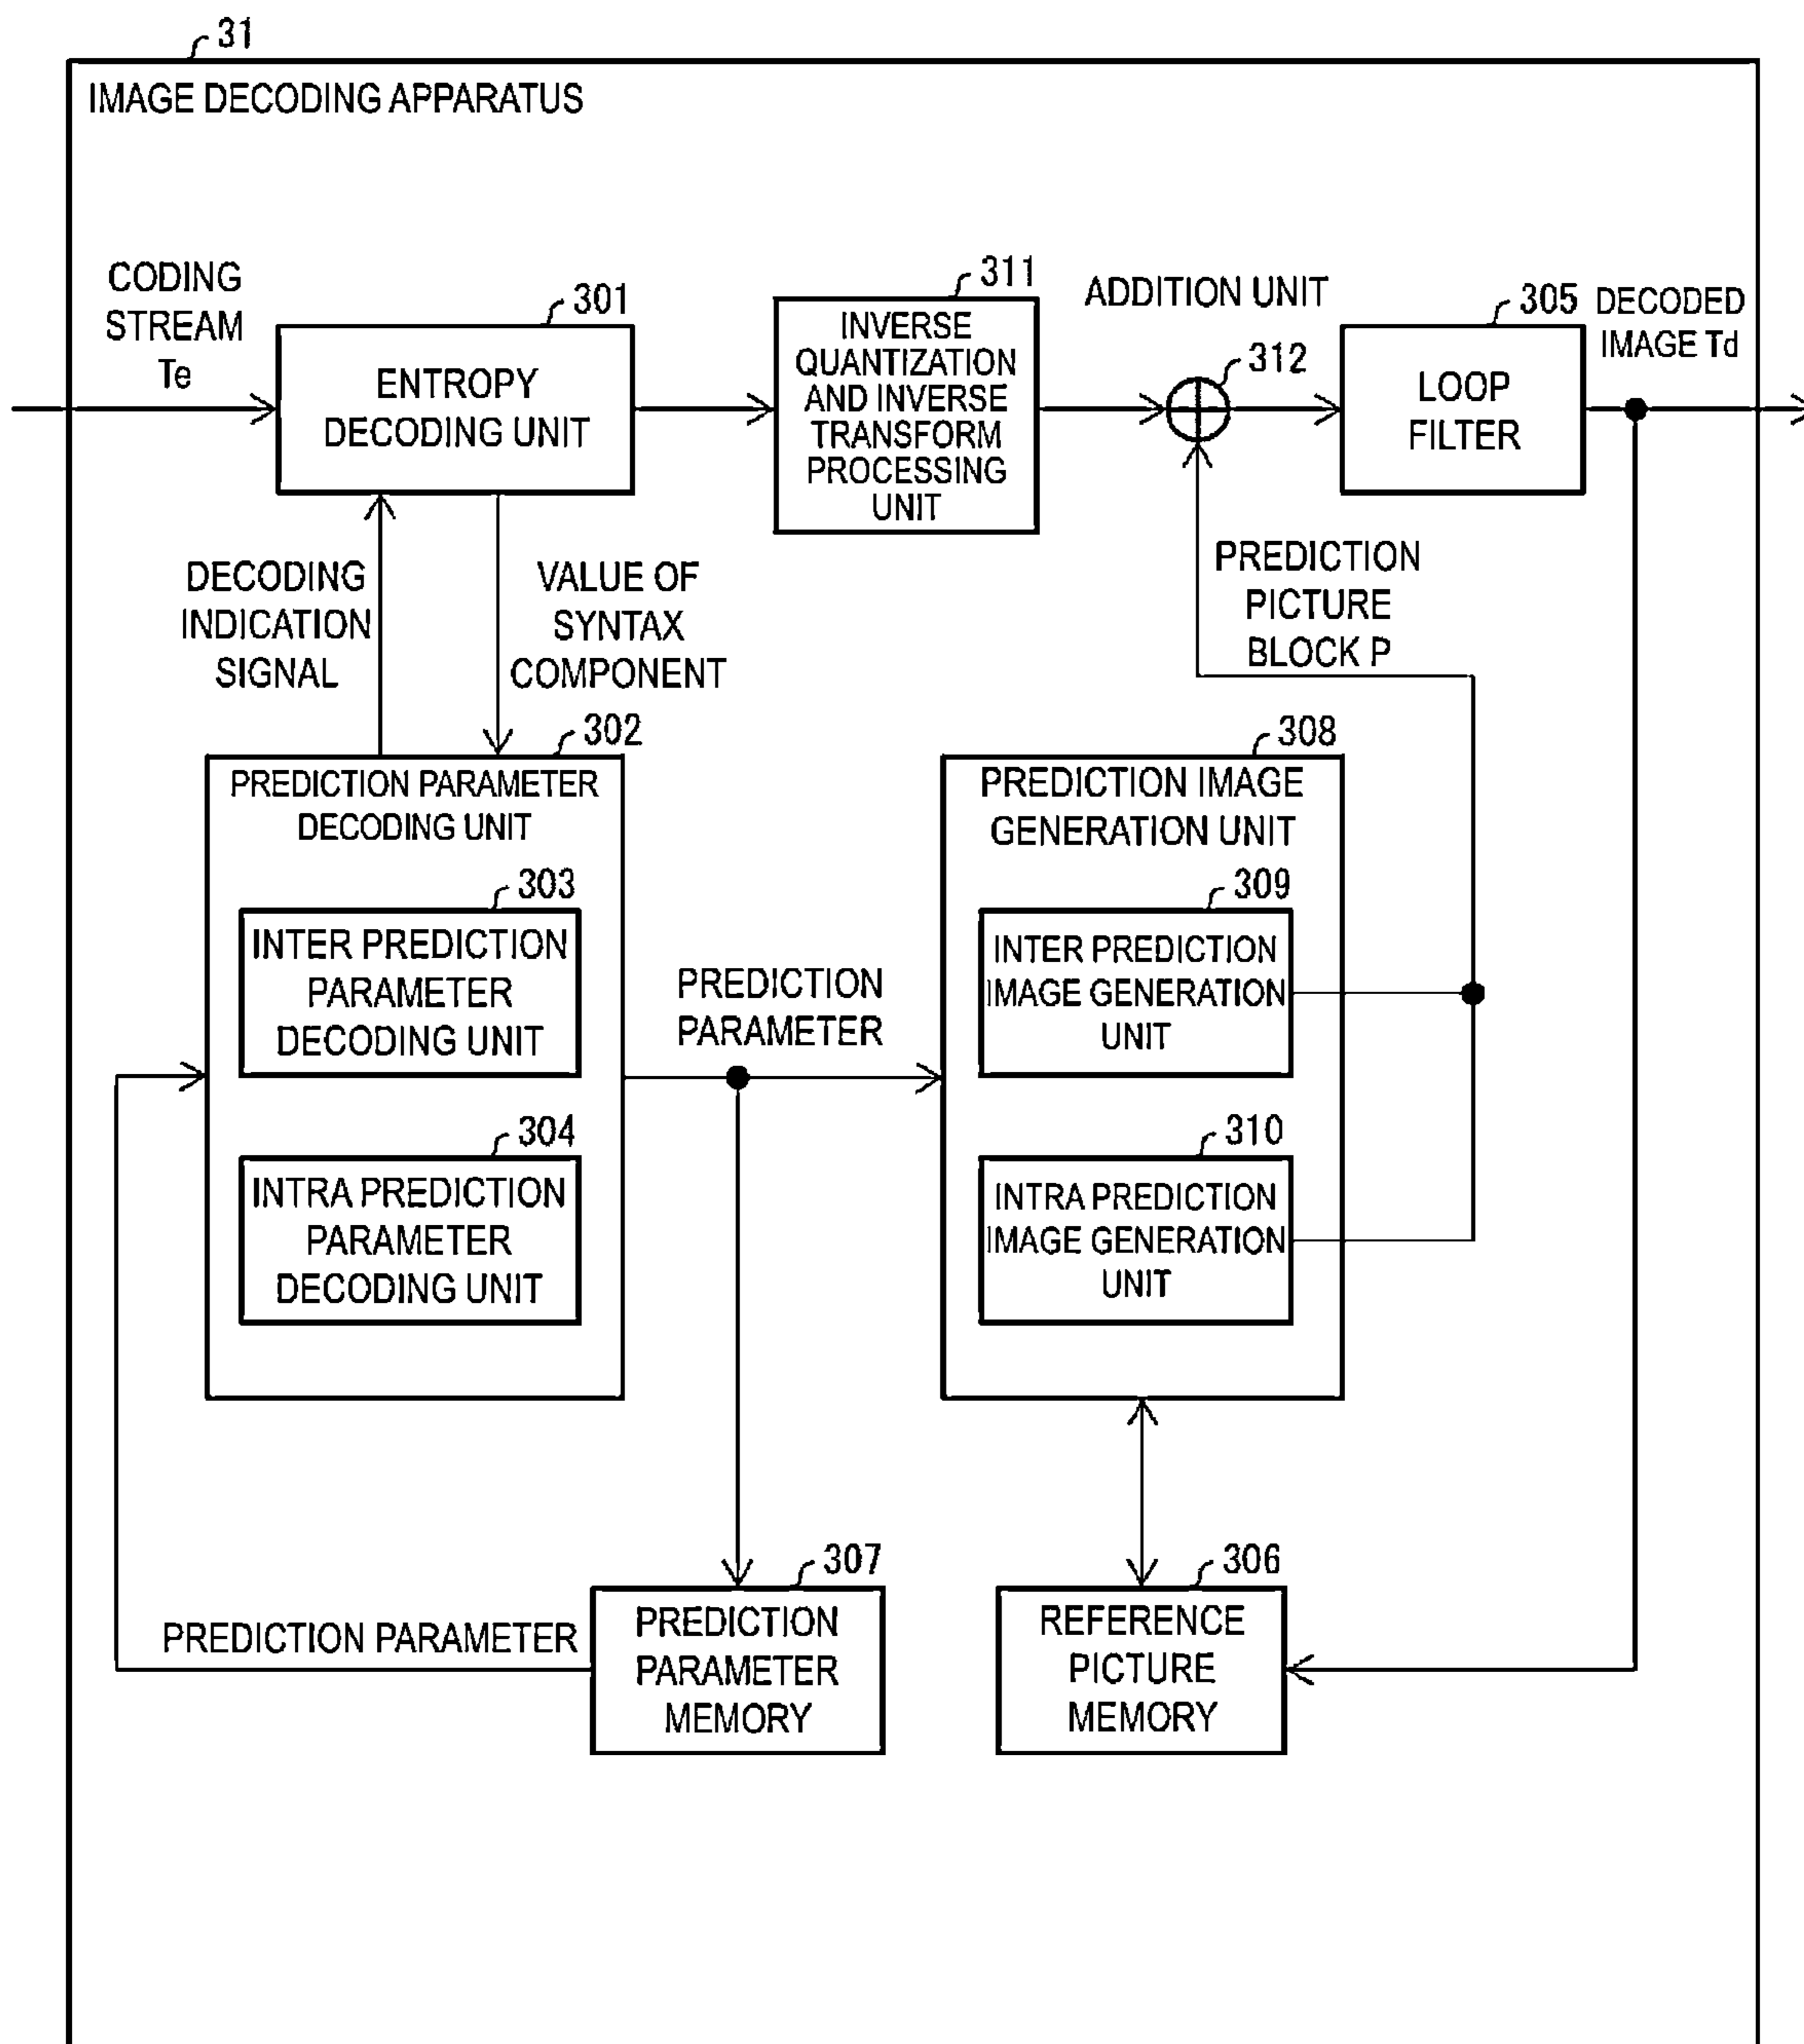 31
IMAGE DECODING APPARATUS
CODING
STREAM
Te
301
ENTROPY
DECODING UNIT
311
INVERSE
QUANTIZATION
AND INVERSE
TRANSFORM
PROCESSING
UNIT
ADDITION UNIT
312
305
LOOP
FILTER
DECODED
IMAGE Td
DECODING
INDICATION
SIGNAL
VALUE OF
SYNTAX
COMPONENT
PREDICTION
PICTURE
BLOCK P
302
PREDICTION PARAMETER
DECODING UNIT
303
INTER PREDICTION
PARAMETER
DECODING UNIT
304
INTRA PREDICTION
PARAMETER
DECODING UNIT
PREDICTION
PARAMETER
308
PREDICTION IMAGE
GENERATION UNIT
309
INTER PREDICTION
IMAGE GENERATION
UNIT
310
INTRA PREDICTION
IMAGE GENERATION
UNIT
PREDICTION PARAMETER
307
PREDICTION
PARAMETER
MEMORY
306
REFERENCE
PICTURE
MEMORY